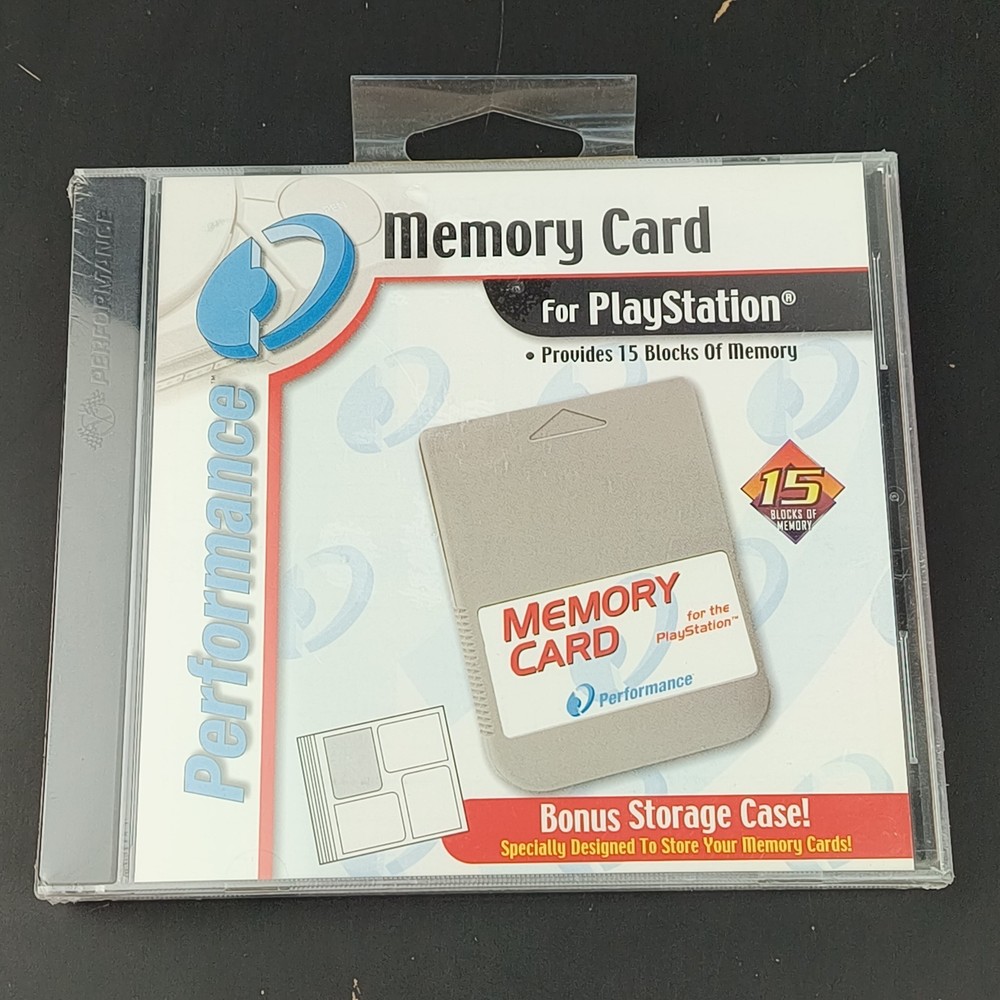 Memory Card
For PlayStation®
• Provides 15 Blocks Of Memory
PERFORMANCE
Performance™
15
BLOCKS OF
MEMORY
MEMORY
CARD
for the
PlayStation™
Performance
Bonus Storage Case!
Specially Designed To Store Your Memory Cards!